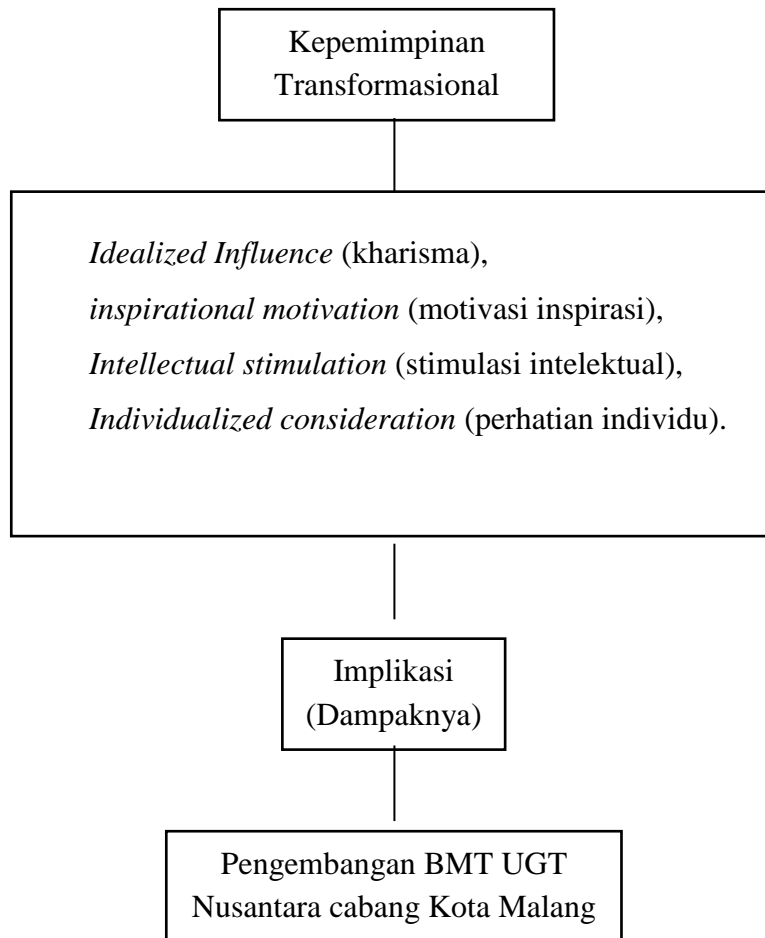 Kepemimpinan
Transformasional
Idealized Influence (kharisma),
inspirational motivation (motivasi inspirasi),
Intellectual stimulation (stimulasi intelektual),
Individualized consideration (perhatian individu).
Implikasi
(Dampaknya)
Pengembangan BMT UGT
Nusantara cabang Kota Malang